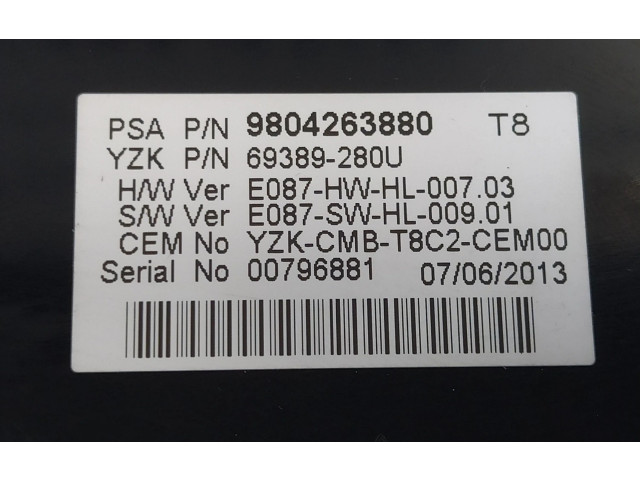 PSA P/N 9804263880 T8
YZK P/N 69389-280U
H/W Ver E087-HW-HL-007.03
S/W Ver E087-SW-HL-009.01
CEM No YZK-CMB-T8C2-CEM00
Serial No 00796881 07/06/2013